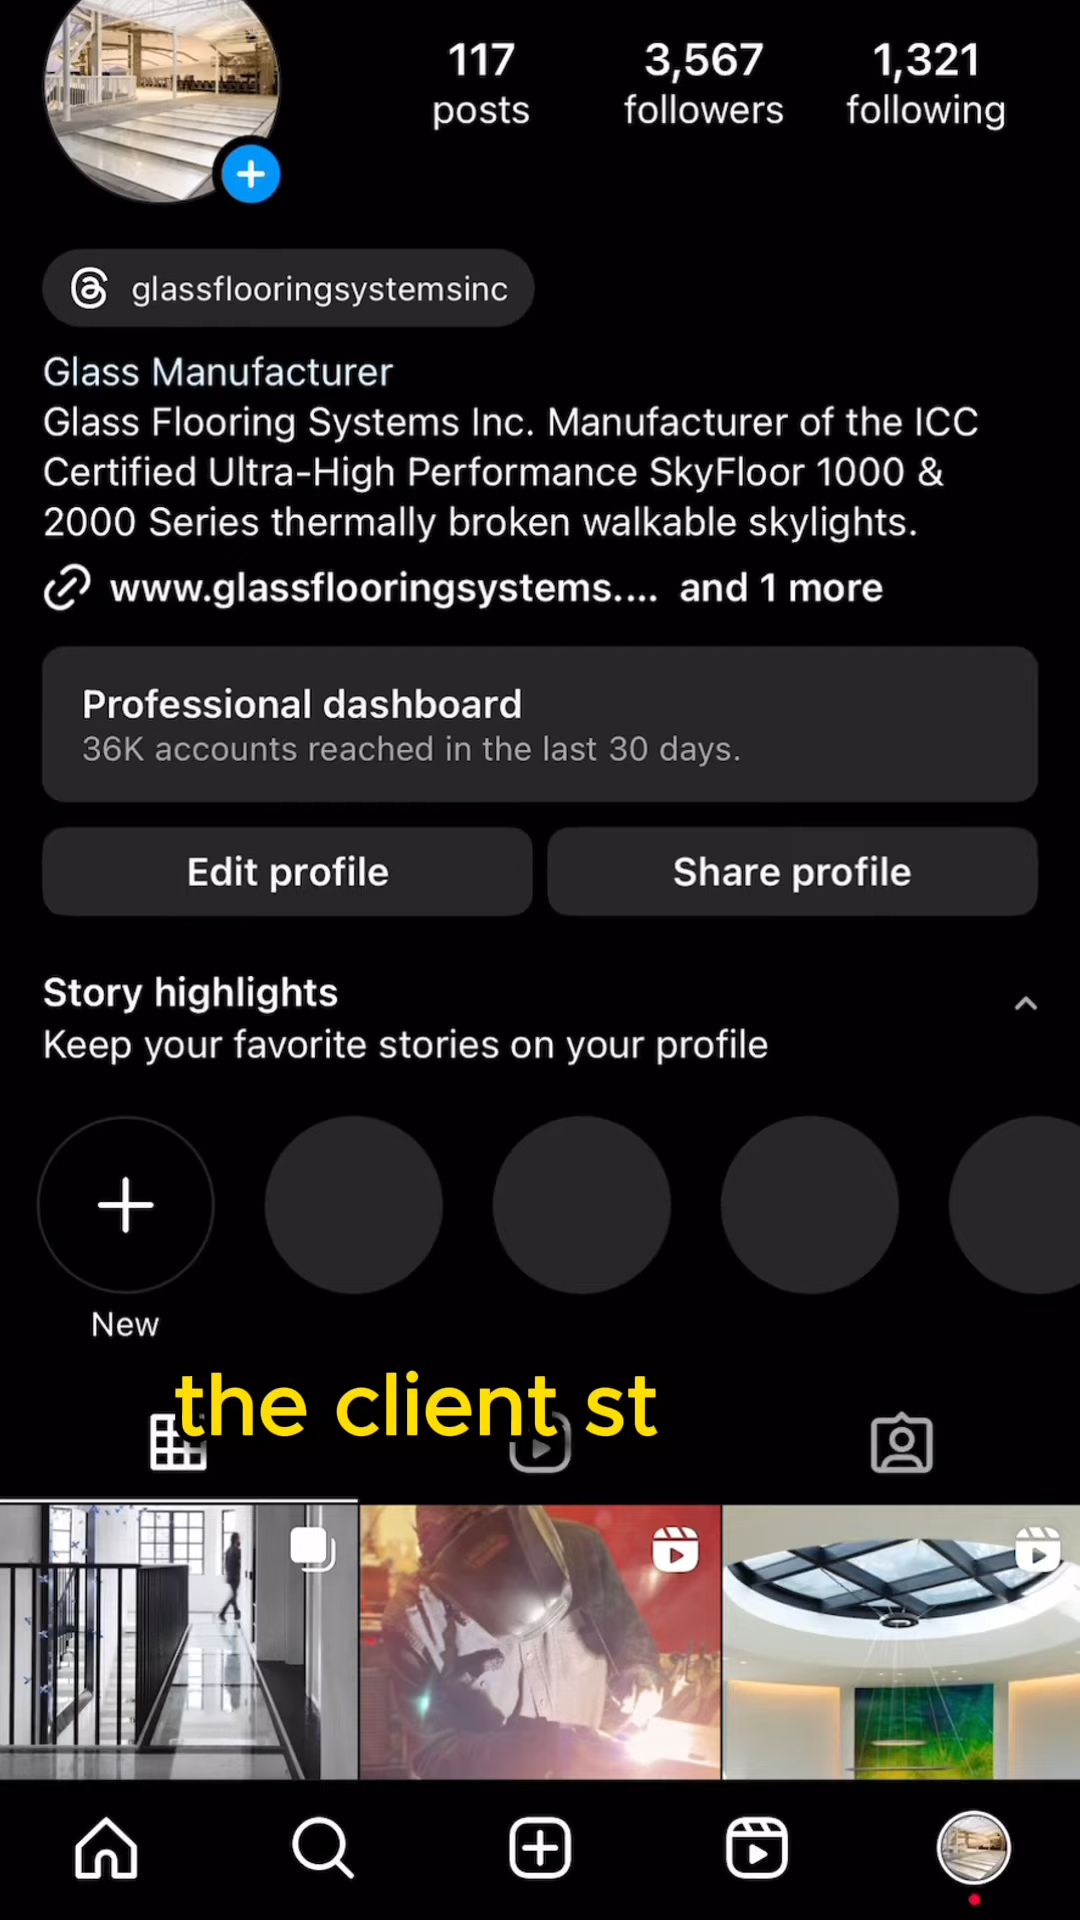 117 3,567 1,321
posts followers following
glassflooringsystemsinc
Glass Manufacturer
Glass Flooring Systems Inc. Manufacturer of the ICC
Certified Ultra-High Performance SkyFloor 1000 &
2000 Series thermally broken walkable skylights.
www.glassflooringsystems.... and 1 more
Professional dashboard
36K accounts reached in the last 30 days.
Edit profile Share profile
Story highlights
Keep your favorite stories on your profile
New
the client st